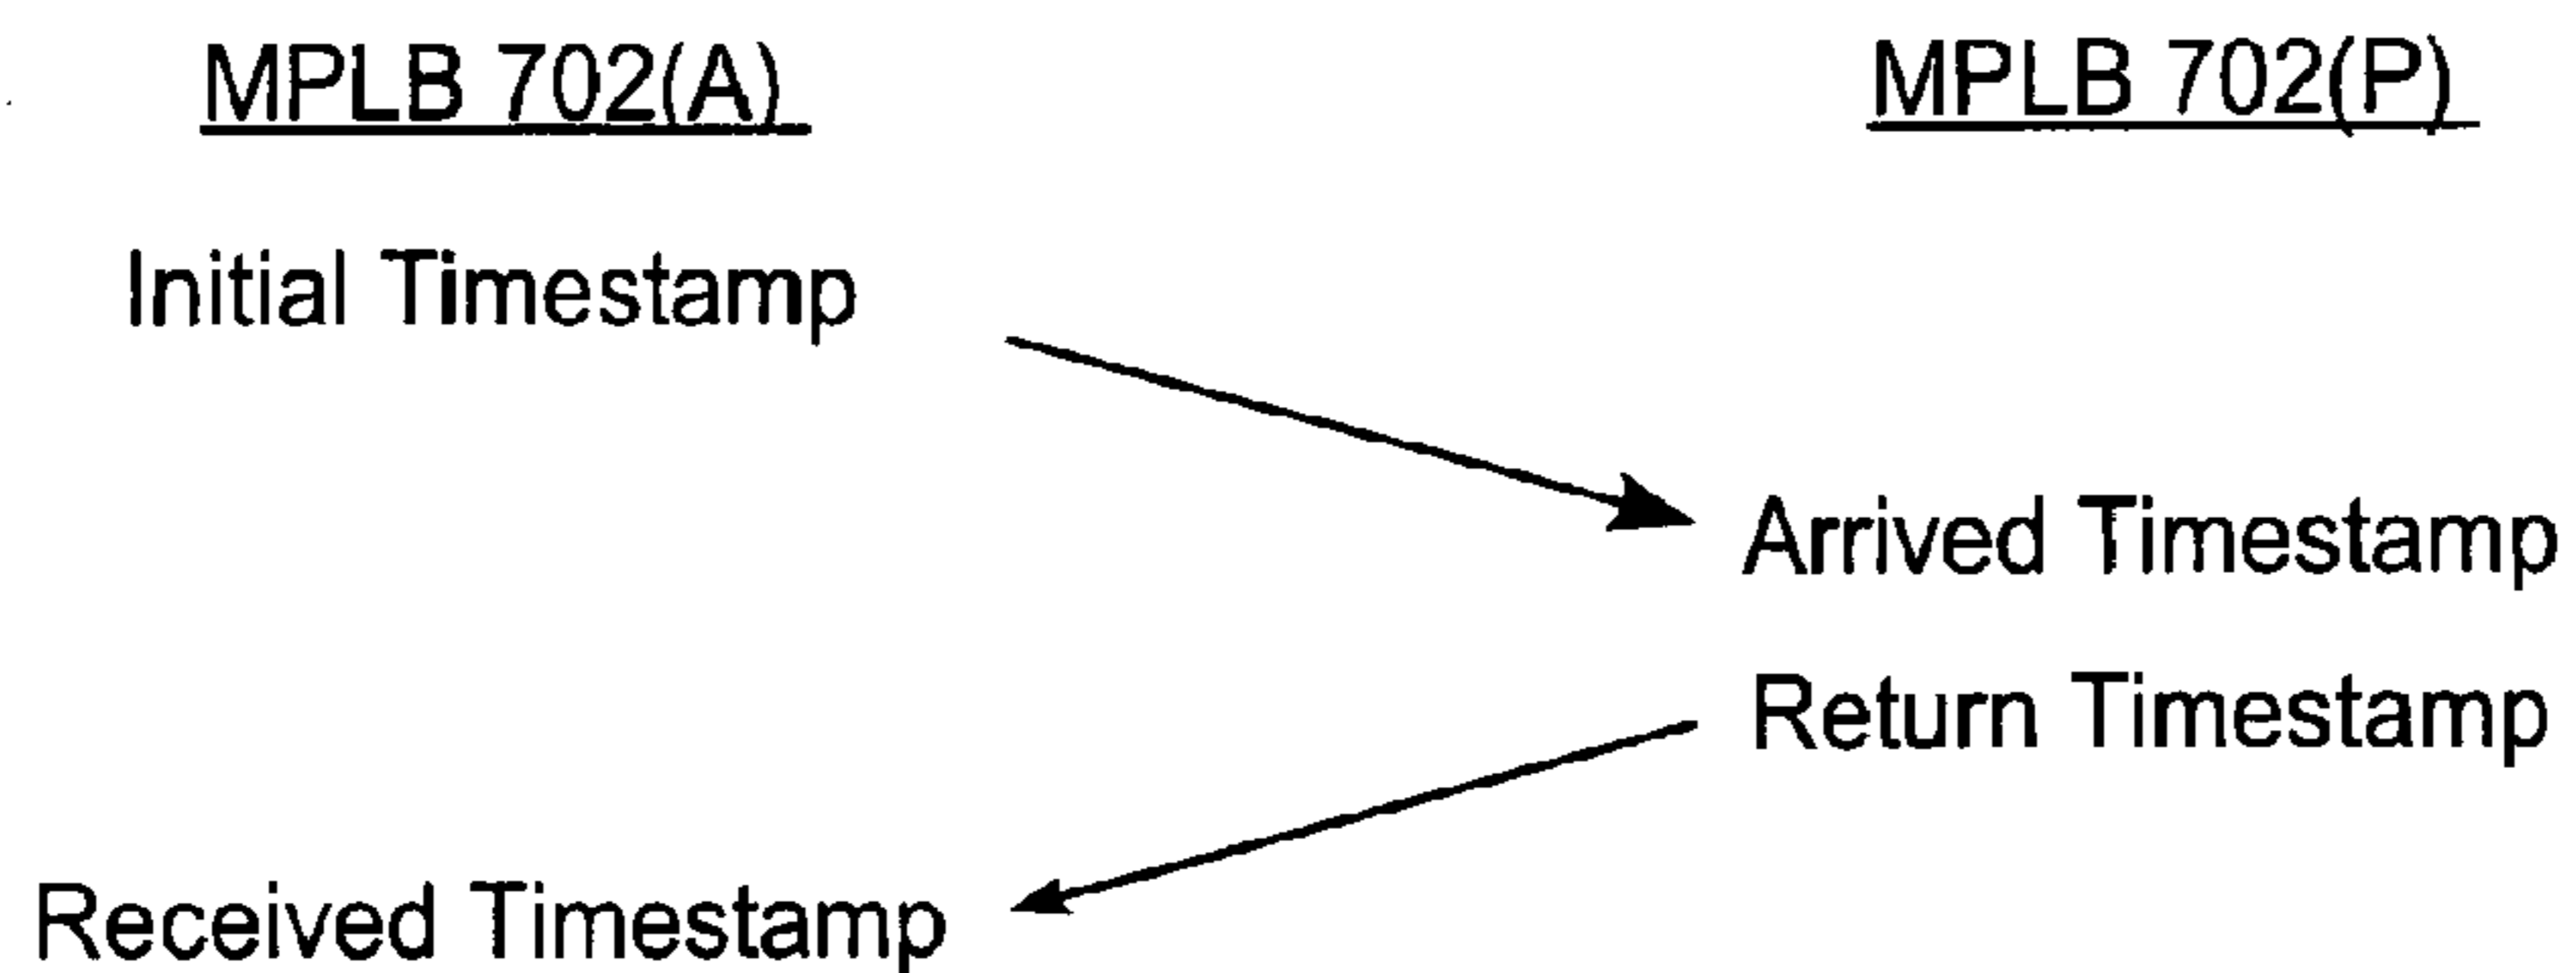 MPLB 702(A)
MPLB 702(P)
Initial Timestamp
Arrived Timestamp
Return Timestamp
Received Timestamp